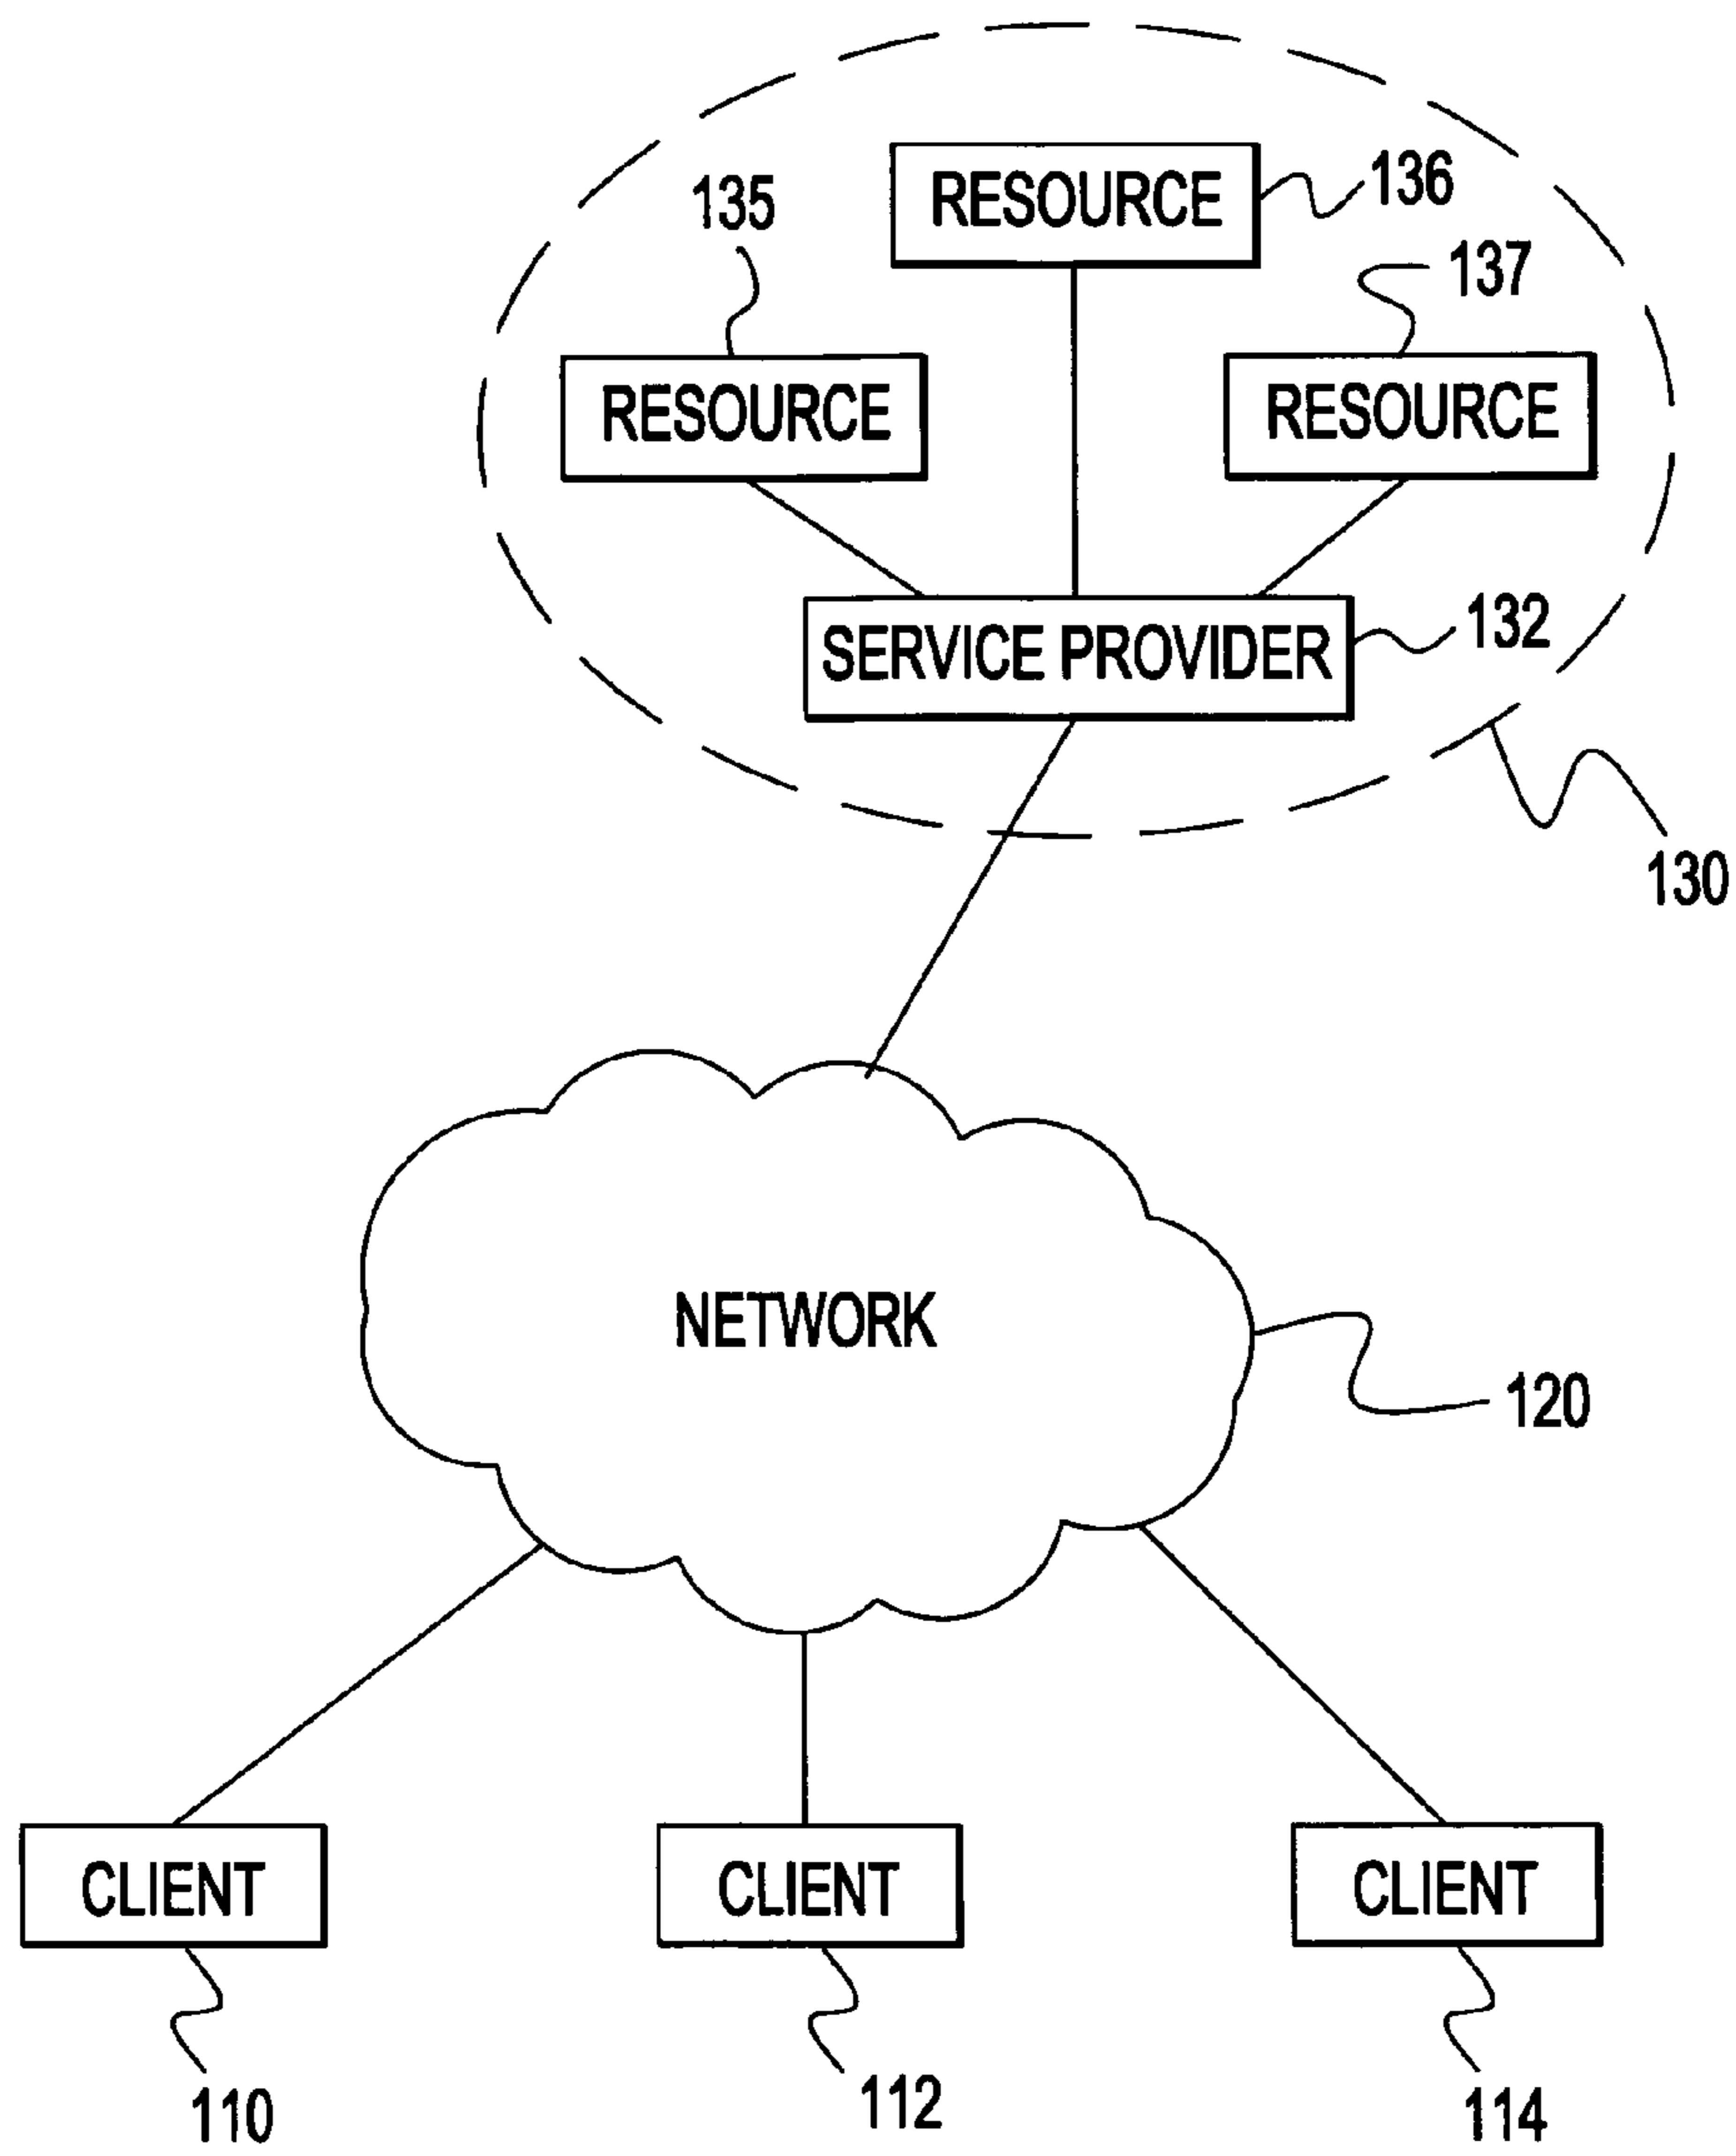 RESOURCE
136
135
137
RESOURCE
RESOURCE
SERVICE PROVIDER
132
130
NETWORK
120
CLIENT
CLIENT
CLIENT
110
112
114